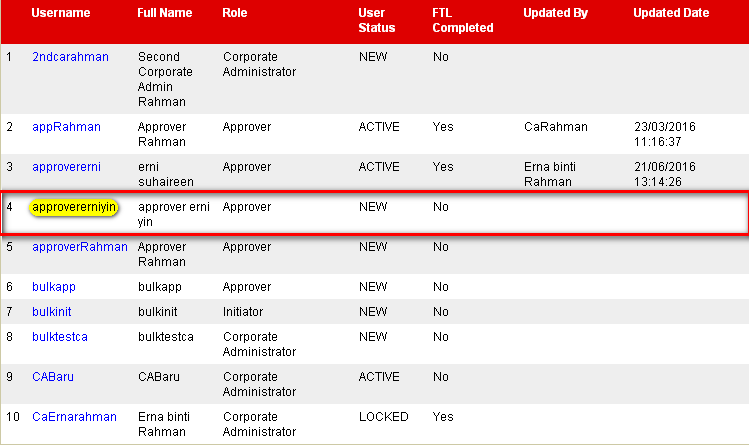 Username Full Name Role User Status FTL Completed Updated By Updated Date
1 2ndcarahman Second Corporate Admin Rahman Corporate Administrator NEW No
2 appRahman Approver Rahman Approver ACTIVE Yes CaRahman 23/03/2016 11:16:37
3 approvererni erni suhaireen Approver ACTIVE Yes Erna binti Rahman 21/06/2016 13:14:26
4 approvererniyin approver erni yin Approver NEW No
5 approverRahman Approver Rahman Approver NEW No
6 bulkapp bulkapp Approver NEW No
7 bulkinit bulkinit Initiator NEW No
8 bulktestca bulktestca Corporate Administrator NEW No
9 CABaru CABaru Corporate Administrator ACTIVE No
10 CaErnarahman Erna binti Rahman Corporate Administrator LOCKED Yes